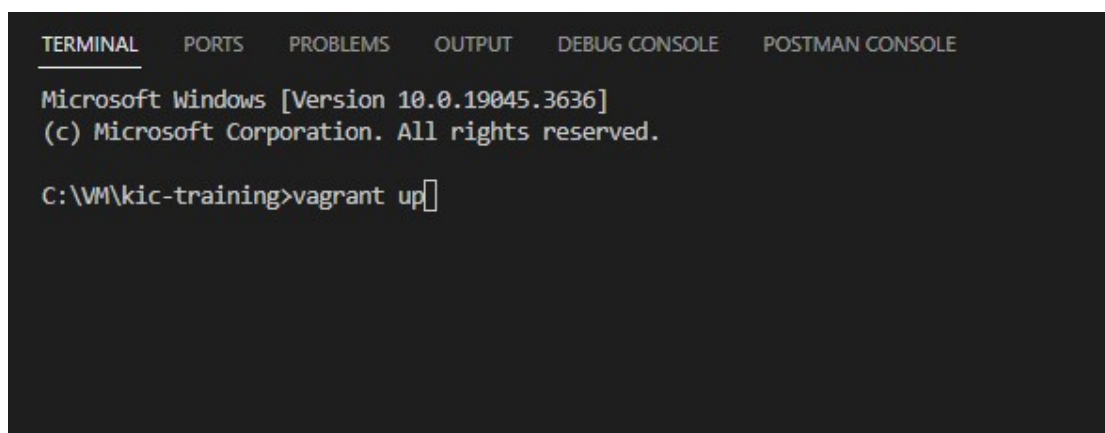 TERMINAL PORTS PROBLEMS OUTPUT DEBUG CONSOLE POSTMAN CONSOLE
Microsoft Windows [Version 10.0.19045.3636]
(c) Microsoft Corporation. All rights reserved.
C:\VM\kic-training>vagrant up